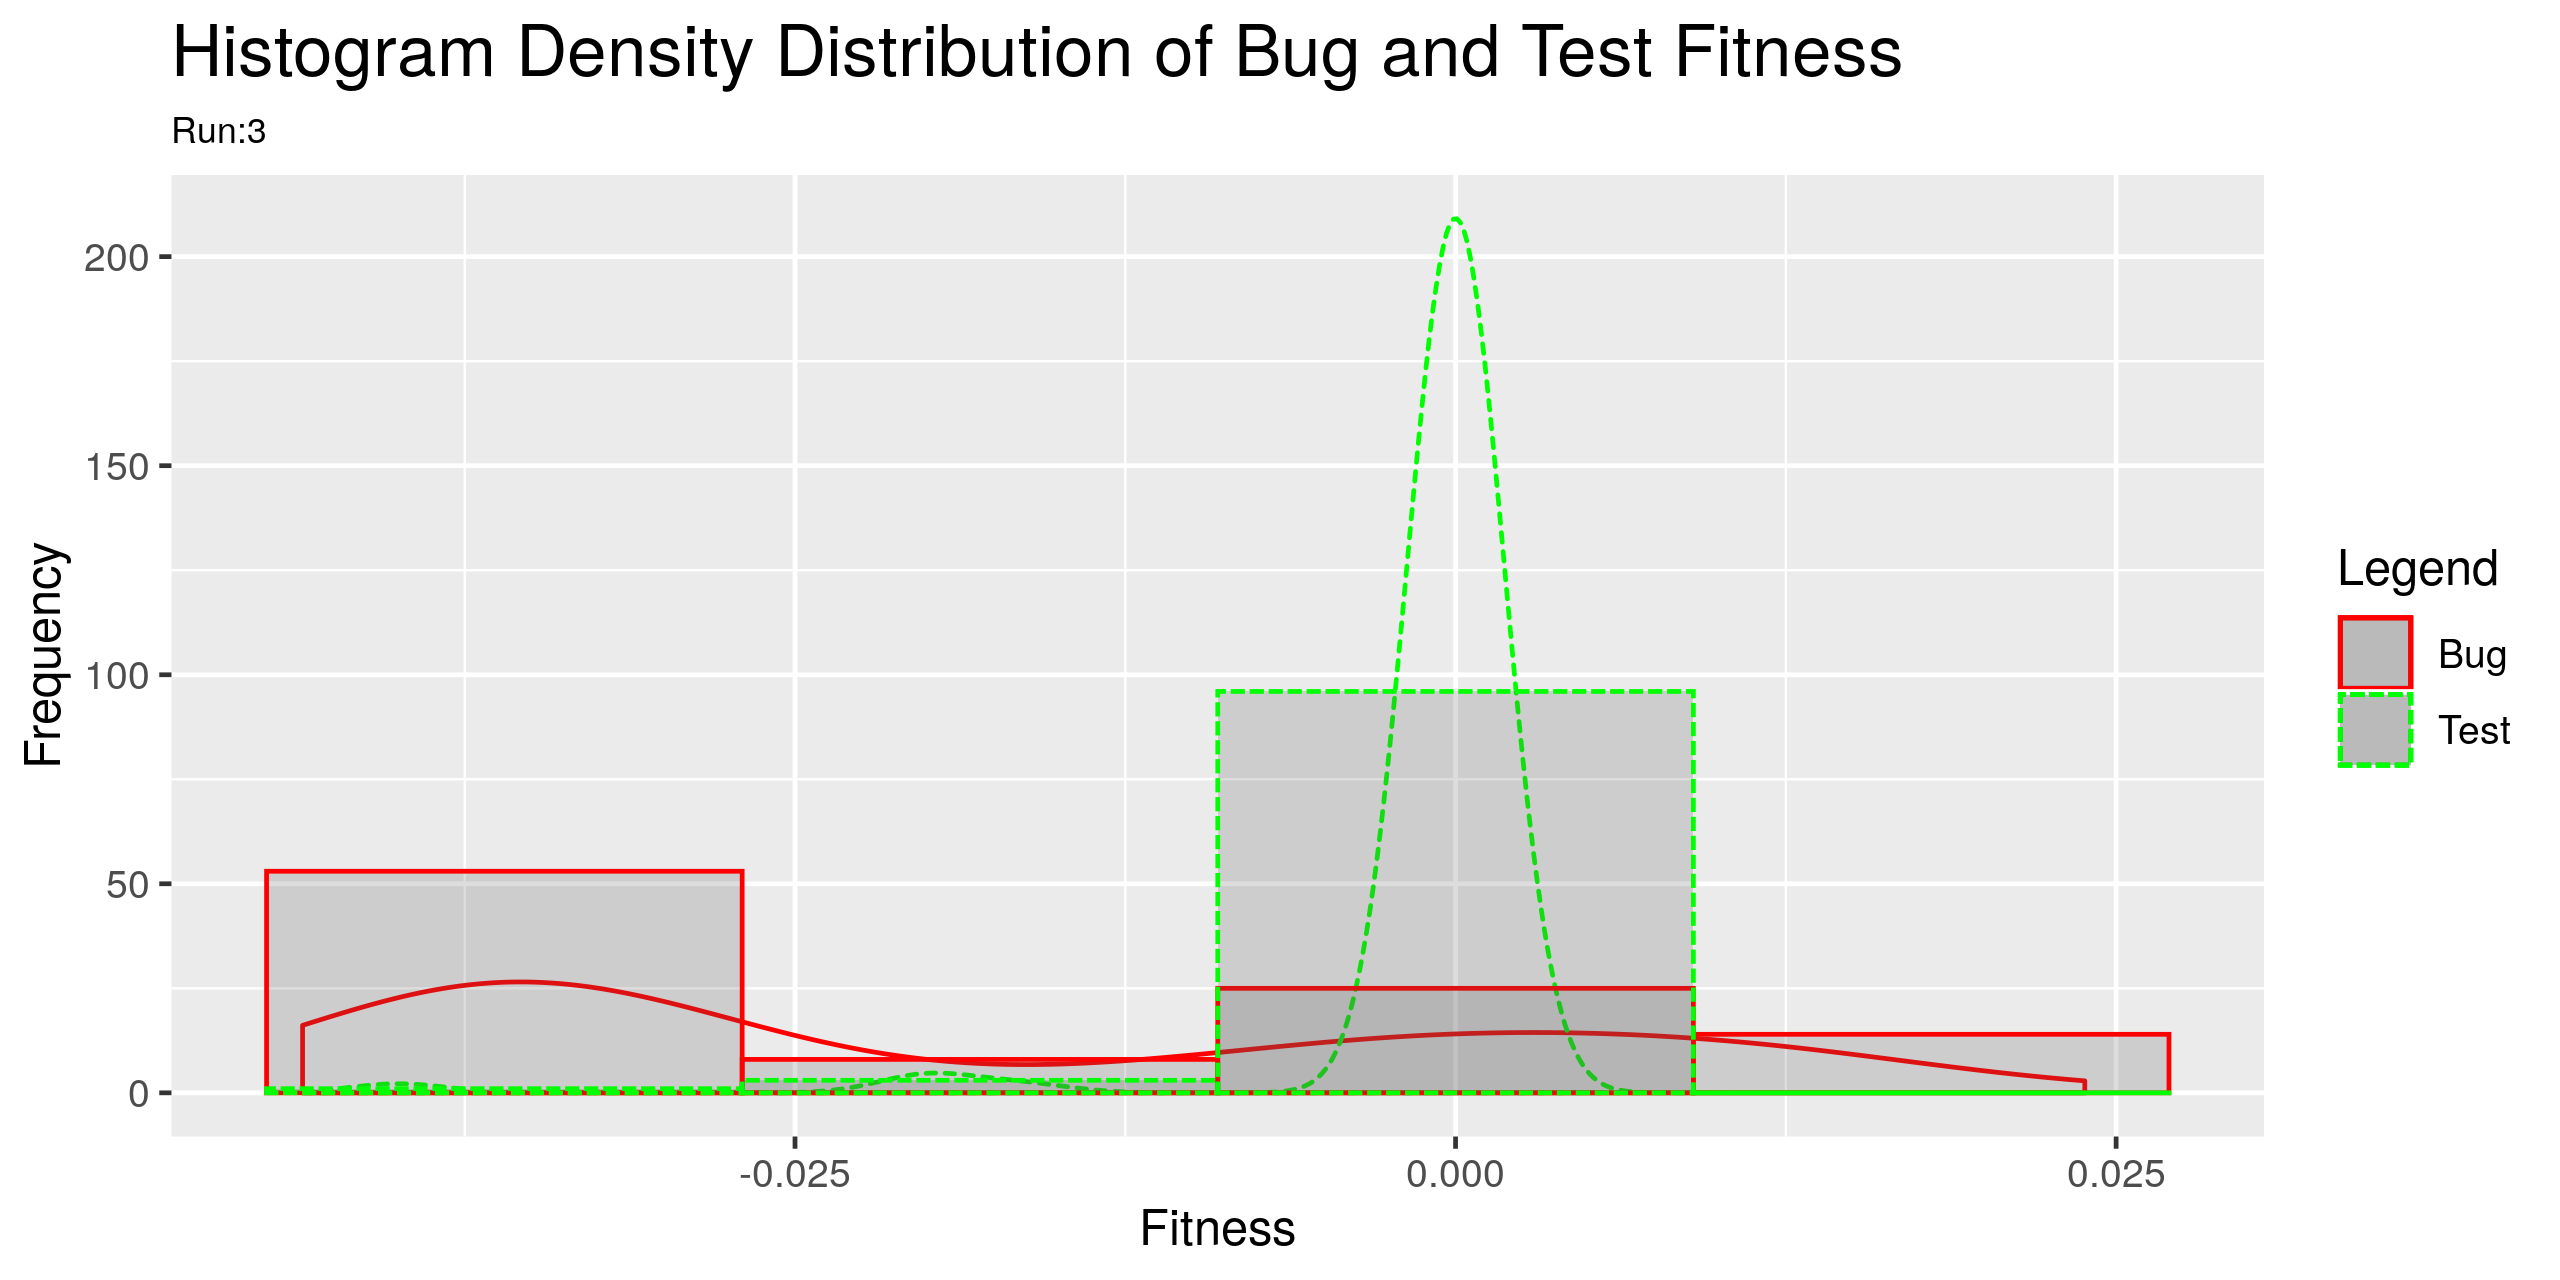 Histogram Density Distribution of Bug and Test Fitness
Run:3
Frequency
200
150
100
50
0
-0.025
0.000
0.025
Fitness
Legend
Bug
Test